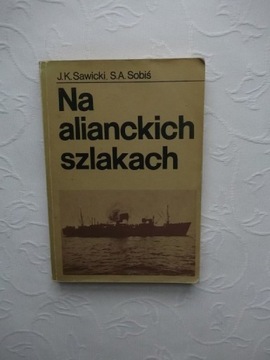 J.K.Sawicki, S.A.Sobiś
Na
alianckich
szlakach